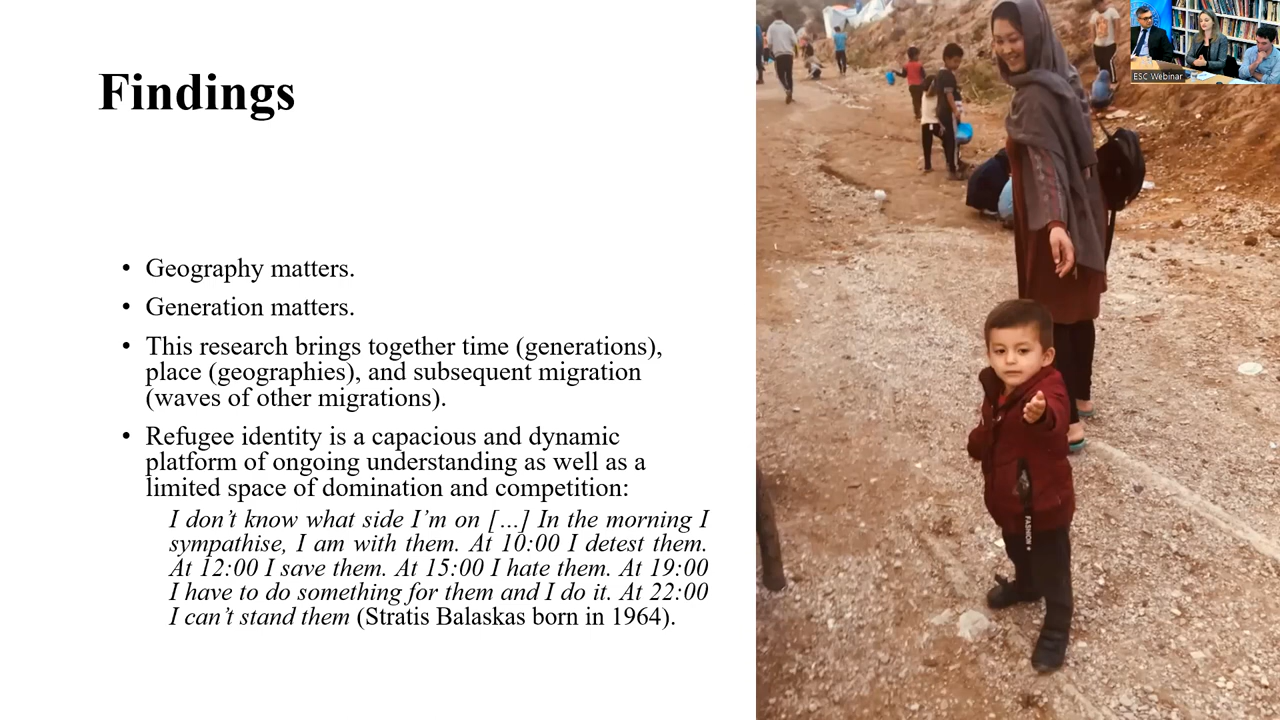 Findings
• Geography matters.
• Generation matters.
• This research brings together time (generations),
place (geographies), and subsequent migration
(waves of other migrations).
• Refugee identity is a capacious and dynamic
platform of ongoing understanding as well as a
limited space of domination and competition:
I don’t know what side I’m on […] In the morning I
sympathise, I am with them. At 10:00 I detest them.
At 12:00 I save them. At 15:00 I hate them. At 19:00
I have to do something for them and I do it. At 22:00
I can’t stand them (Stratis Balaskas born in 1964).
ESC Webinar
FASHION